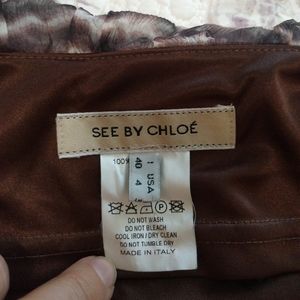 SEE BY CHLOÉ
100%
I 40
USA 4
DO NOT WASH
DO NOT BLEACH
COOL IRON/DRY CLEAN
DO NOT TUMBLE DRY
MADE IN ITALY